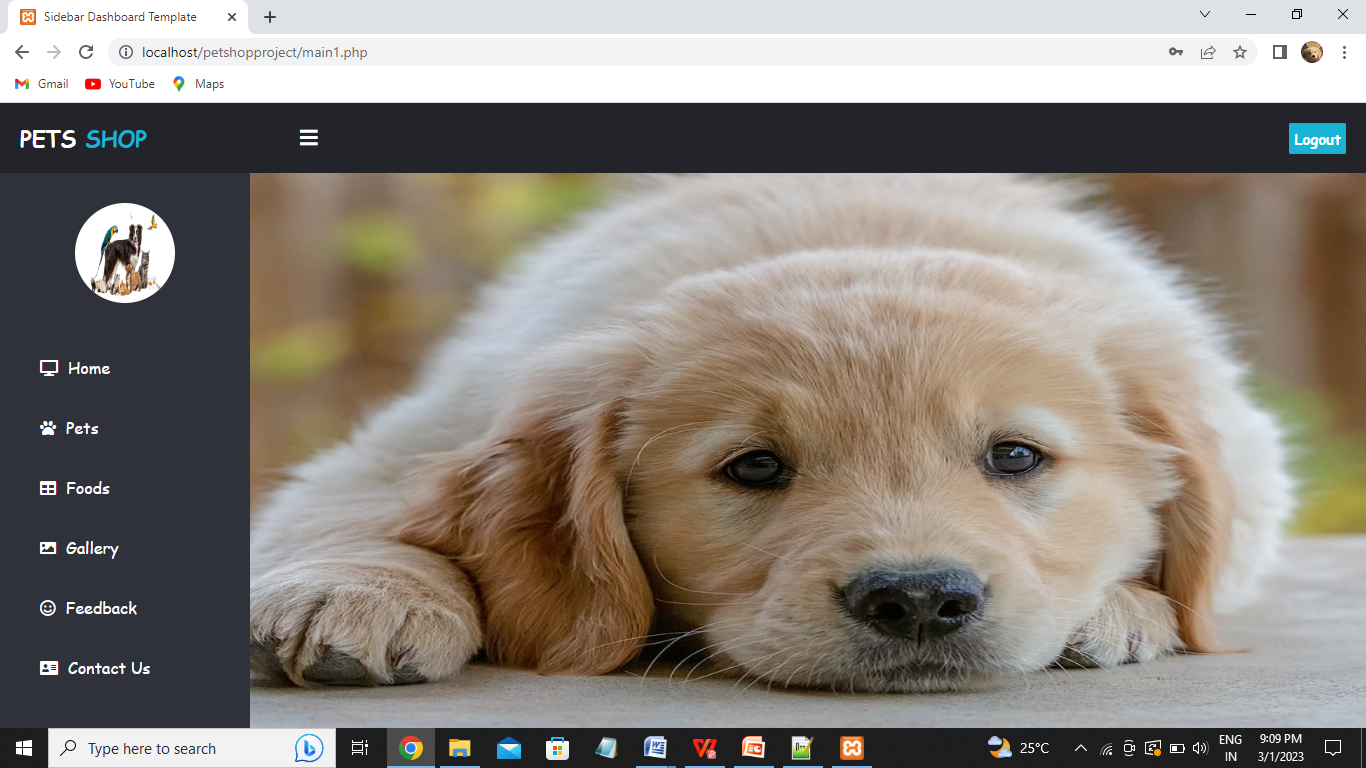 Sidebar Dashboard Template
localhost/petshopproject/main1.php
Gmail YouTube Maps
PETS SHOP
Logout
Home
Pets
Foods
Gallery
Feedback
Contact Us
Type here to search
25°C
ENG
IN
9:09 PM
3/1/2023